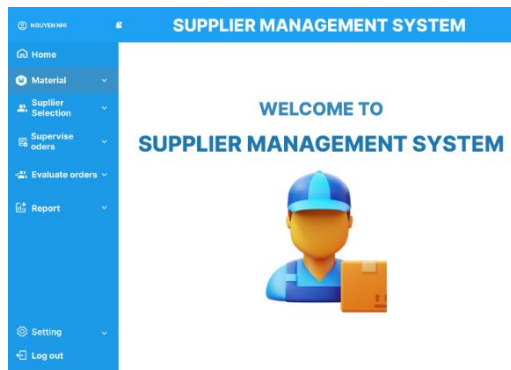 NGUYEN NHI
SUPPLIER MANAGEMENT SYSTEM
Home
Material
Supllier
Selection
Supervise
oders
Evaluate orders
Report
Setting
Log out
WELCOME TO
SUPPLIER MANAGEMENT SYSTEM